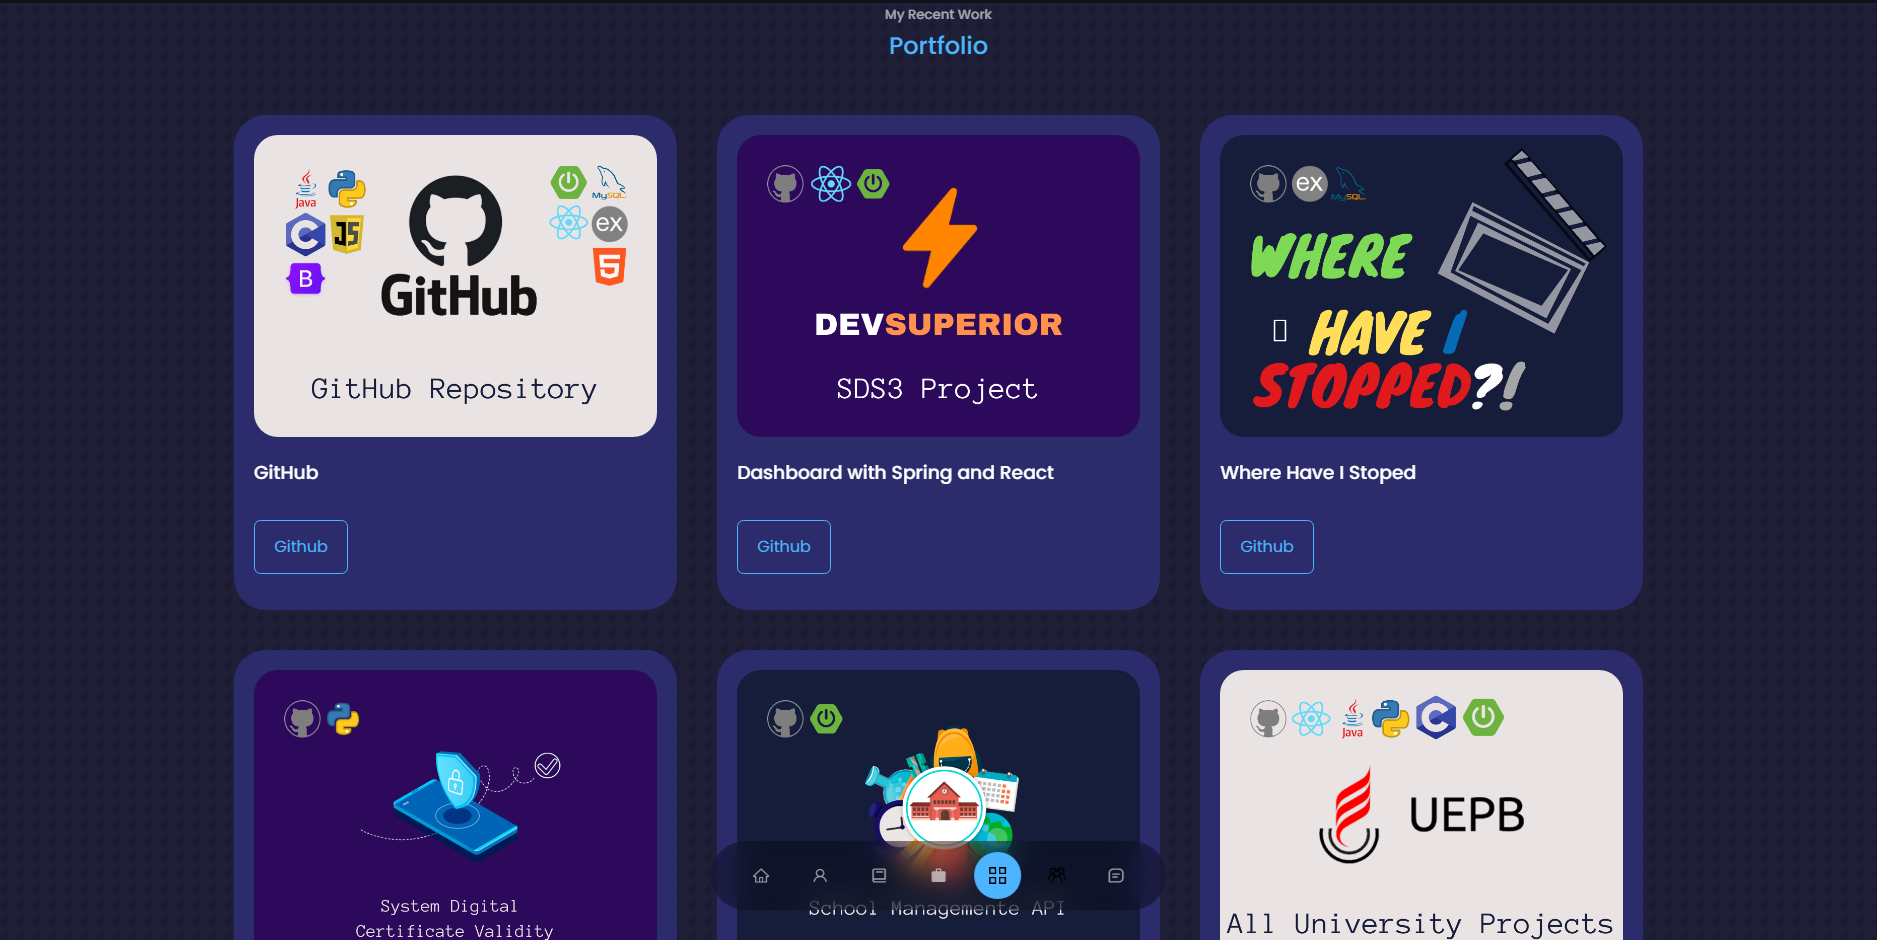 My Recent Work
Portfolio
Java
MySQL
C
JS
ex
B
5
GitHub
GitHub Repository
GitHub
Github
DEVSUPERIOR
SDS3 Project
Dashboard with Spring and React
Github
ex
MySQL
WHERE
HAVE I
STOPPED?!
Where Have I Stoped
Github
System Digital
Certificate Validity
School Managemente API
Java
C
UEPB
All University Projects